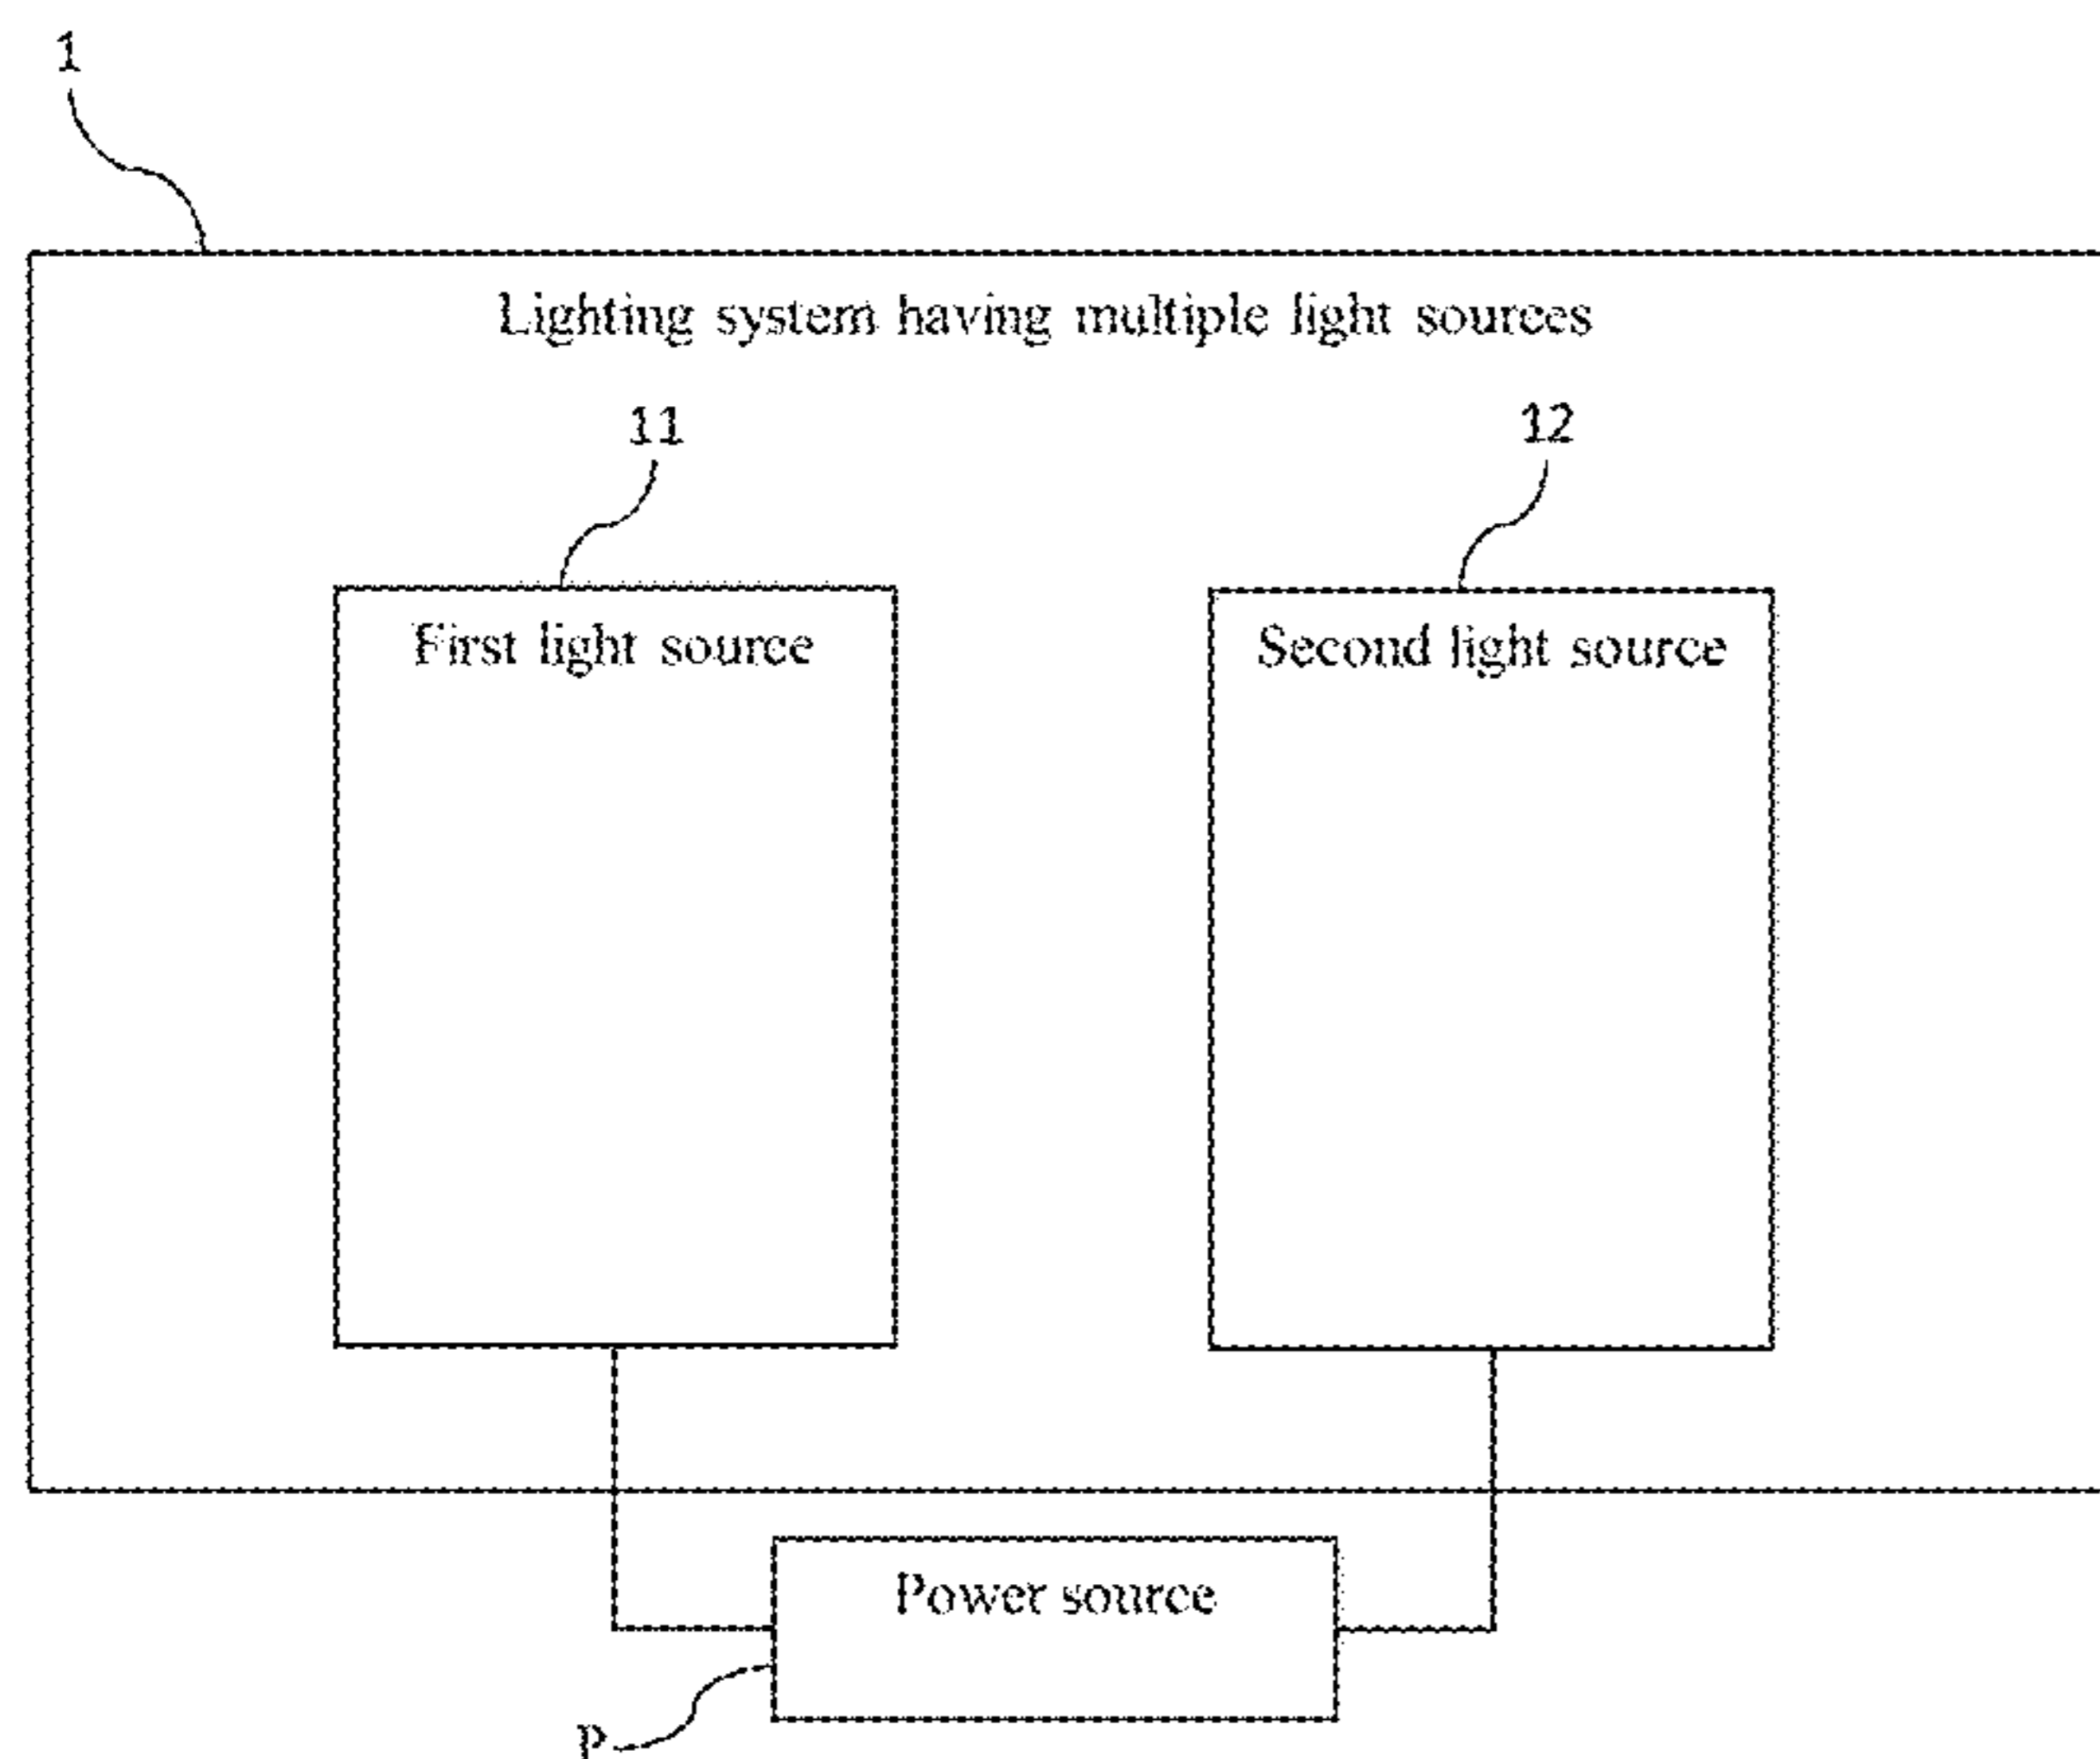 1
Lighting system having multiple light sources
11
12
First light source
Second light source
Power source
P